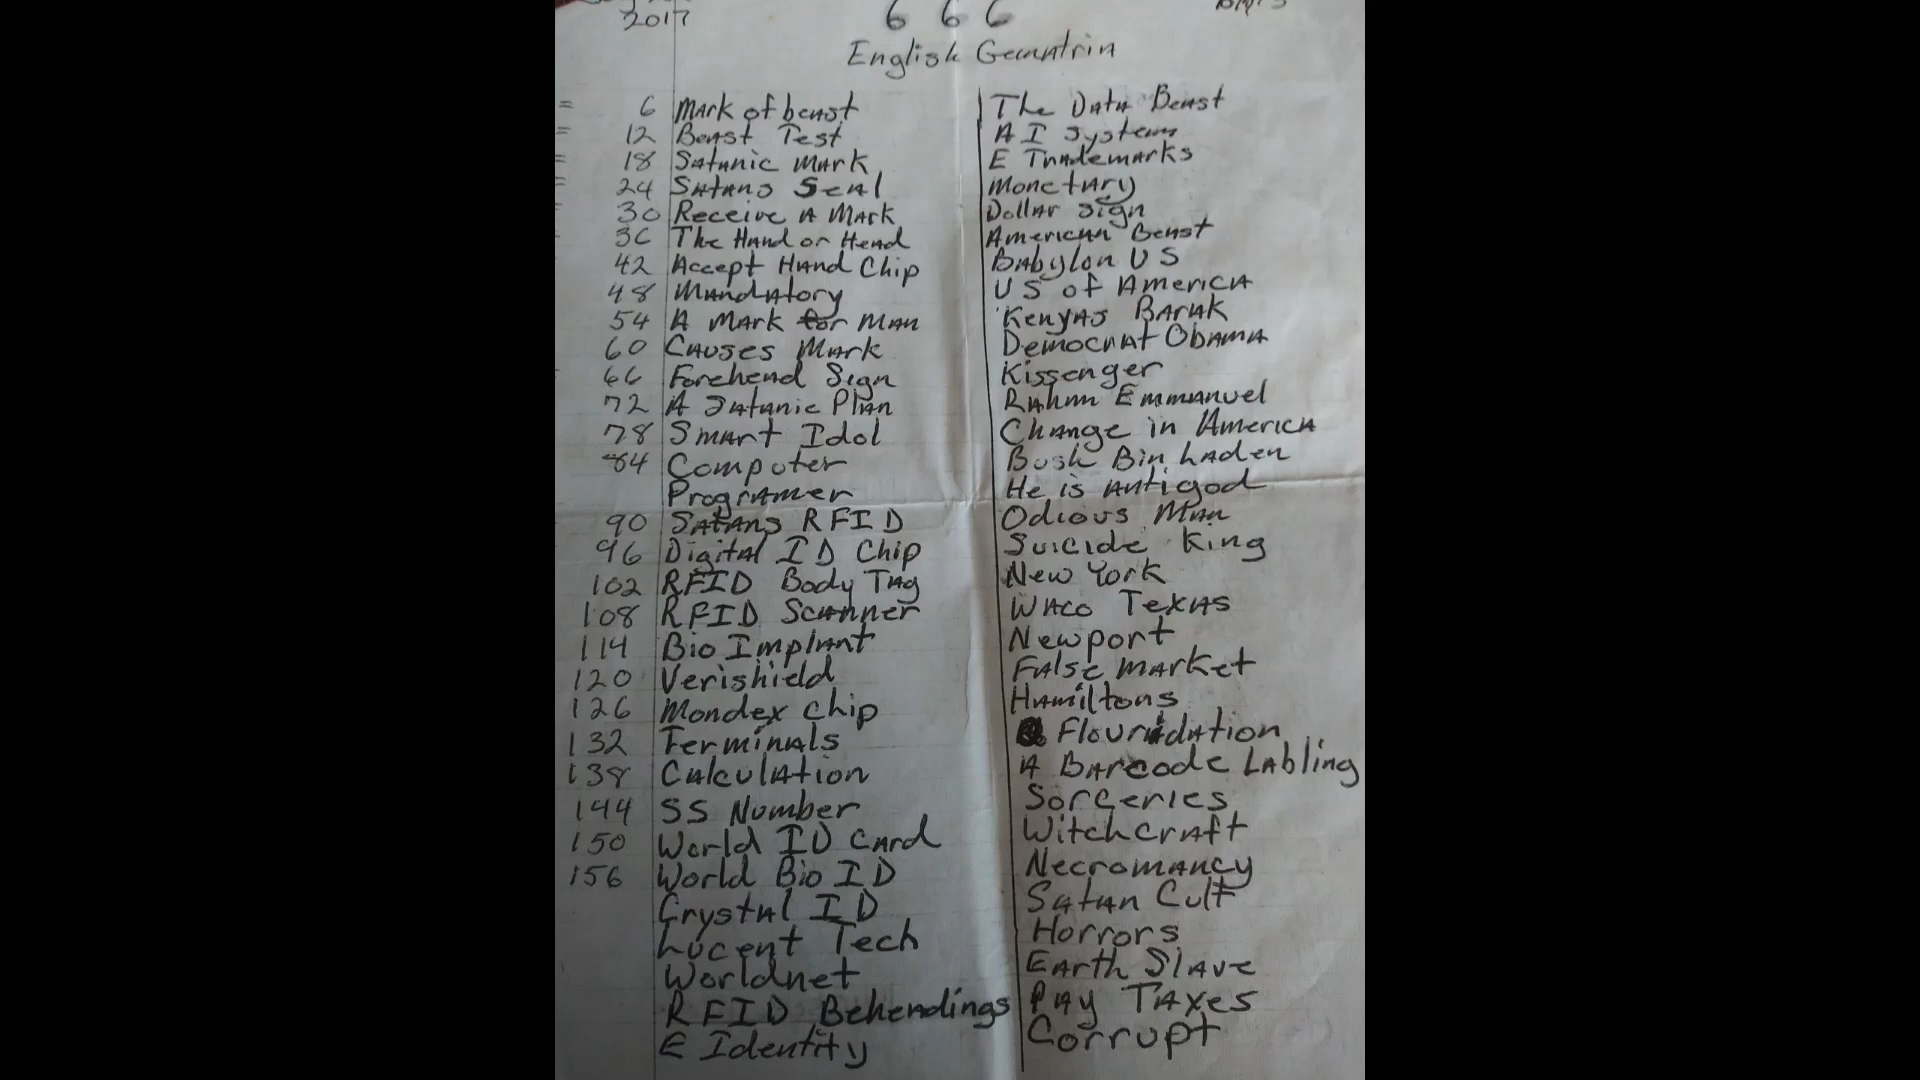 2017
6 6 6
English Gematria
= 6 Mark of beast The Data Beast
= 12 Beast Test AI System
= 18 Satanic Mark E Trademarks
= 24 Satans Seal Monetary
30 Receive A Mark Dollar Sign
36 The Hand or Head American Beast
42 Accept Hand Chip Babylon US
48 Mandatory US of America
54 A Mark for Man Kenyas Barak
60 Causes Mark Democrat Obama
66 Forehead Sign Kissenger
72 A Satanic Plan Rahm Emmanuel
78 Smart Idol Change in America
84 Computer Bush Bin Laden
Programer He is antigod
90 Satans RFID Odious Man
96 Digital ID Chip Suicide King
102 RFID Body Tag New York
108 RFID Scanner Waco Texas
114 Bio Implant Newport
120 Verishield False Market
126 Mondex Chip Hamiltons
132 Terminals Flouridation
138 Calculation A Barcode Labling
144 SS Number Sorceries
150 World ID Card Witchcraft
156 World Bio ID Necromancy
Crystal ID Satan Cult
Lucent Tech Horrors
Worldnet Earth Slave
RFID Beheadings Pay Taxes
E Identity Corrupt